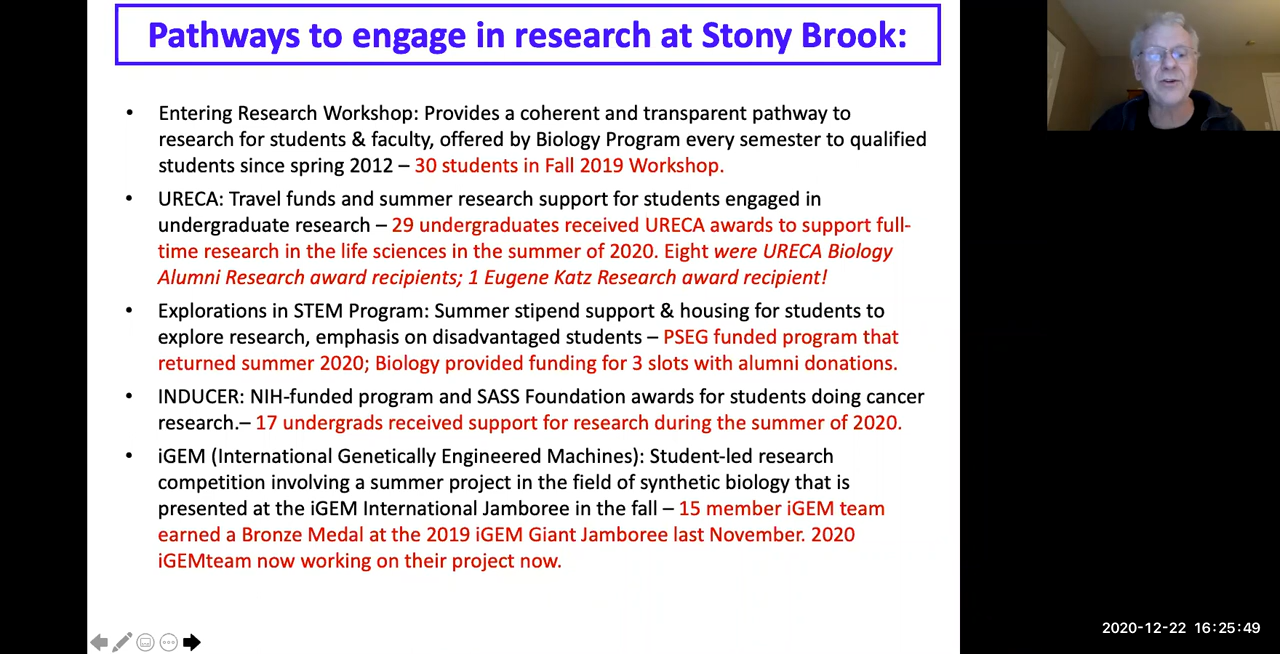 Pathways to engage in research at Stony Brook:
• Entering Research Workshop: Provides a coherent and transparent pathway to
research for students & faculty, offered by Biology Program every semester to qualified
students since spring 2012 – 30 students in Fall 2019 Workshop.
• URECA: Travel funds and summer research support for students engaged in
undergraduate research – 29 undergraduates received URECA awards to support full-
time research in the life sciences in the summer of 2020. Eight were URECA Biology
Alumni Research award recipients; 1 Eugene Katz Research award recipient!
• Explorations in STEM Program: Summer stipend support & housing for students to
explore research, emphasis on disadvantaged students – PSEG funded program that
returned summer 2020; Biology provided funding for 3 slots with alumni donations.
• INDUCER: NIH-funded program and SASS Foundation awards for students doing cancer
research.– 17 undergrads received support for research during the summer of 2020.
• iGEM (International Genetically Engineered Machines): Student-led research
competition involving a summer project in the field of synthetic biology that is
presented at the iGEM International Jamboree in the fall – 15 member iGEM team
earned a Bronze Medal at the 2019 iGEM Giant Jamboree last November. 2020
iGEMteam now working on their project now.
2020-12-22 16:25:49